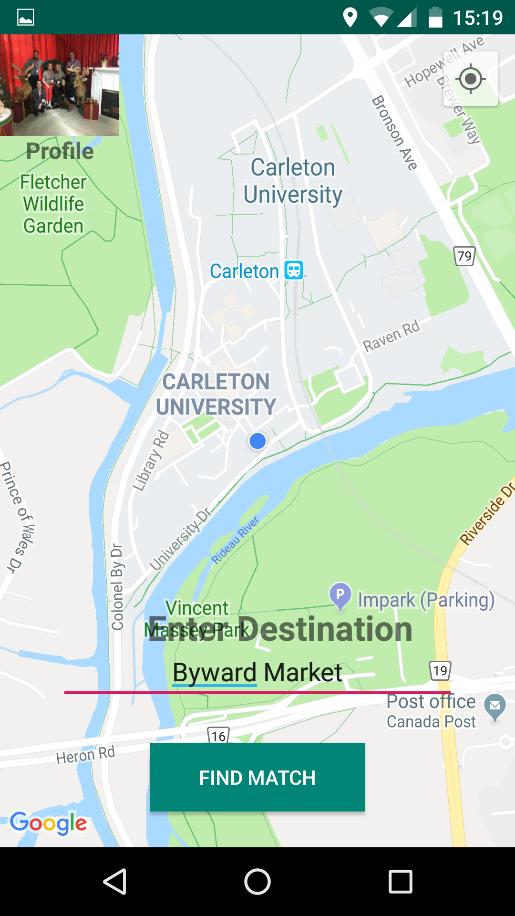 15:19
Hopewell Ave
Brewer Way
Bronson Ave
Profile
Fletcher
Wildlife
Garden
Carleton
University
79
Carleton
Raven Rd
CARLETON
UNIVERSITY
Library Rd
Prince of Wales Dr
University Dr
Rideau River
Riverside Dr
Colonel By Dr
P
Impark (Parking)
Vincent
Massey Park
Enter Destination
Byward Market
19
Post office
Canada Post
16
Heron Rd
FIND MATCH
Google